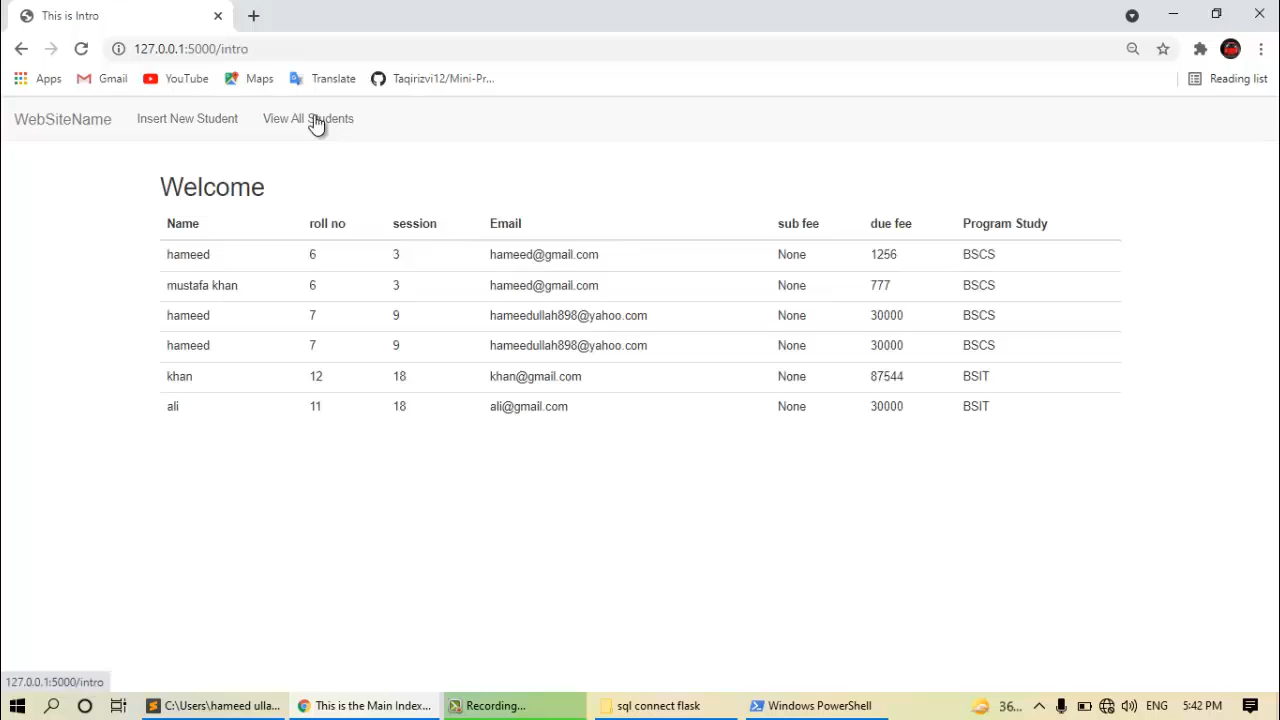 This is Intro
127.0.0.1:5000/intro
Apps Gmail YouTube Maps Translate Taqirizvi12/Mini-Pr... Reading list
WebSiteName Insert New Student View All Students
Welcome
Name roll no session Email sub fee due fee Program Study
hameed 6 3 hameed@gmail.com None 1256 BSCS
mustafa khan 6 3 hameed@gmail.com None 777 BSCS
hameed 7 9 hameedullah898@yahoo.com None 30000 BSCS
hameed 7 9 hameedullah898@yahoo.com None 30000 BSCS
khan 12 18 khan@gmail.com None 87544 BSIT
ali 11 18 ali@gmail.com None 30000 BSIT
127.0.0.1:5000/intro
C:\Users\hameed ulla... This is the Main Index... Recording... sql connect flask Windows PowerShell 36... ENG 5:42 PM